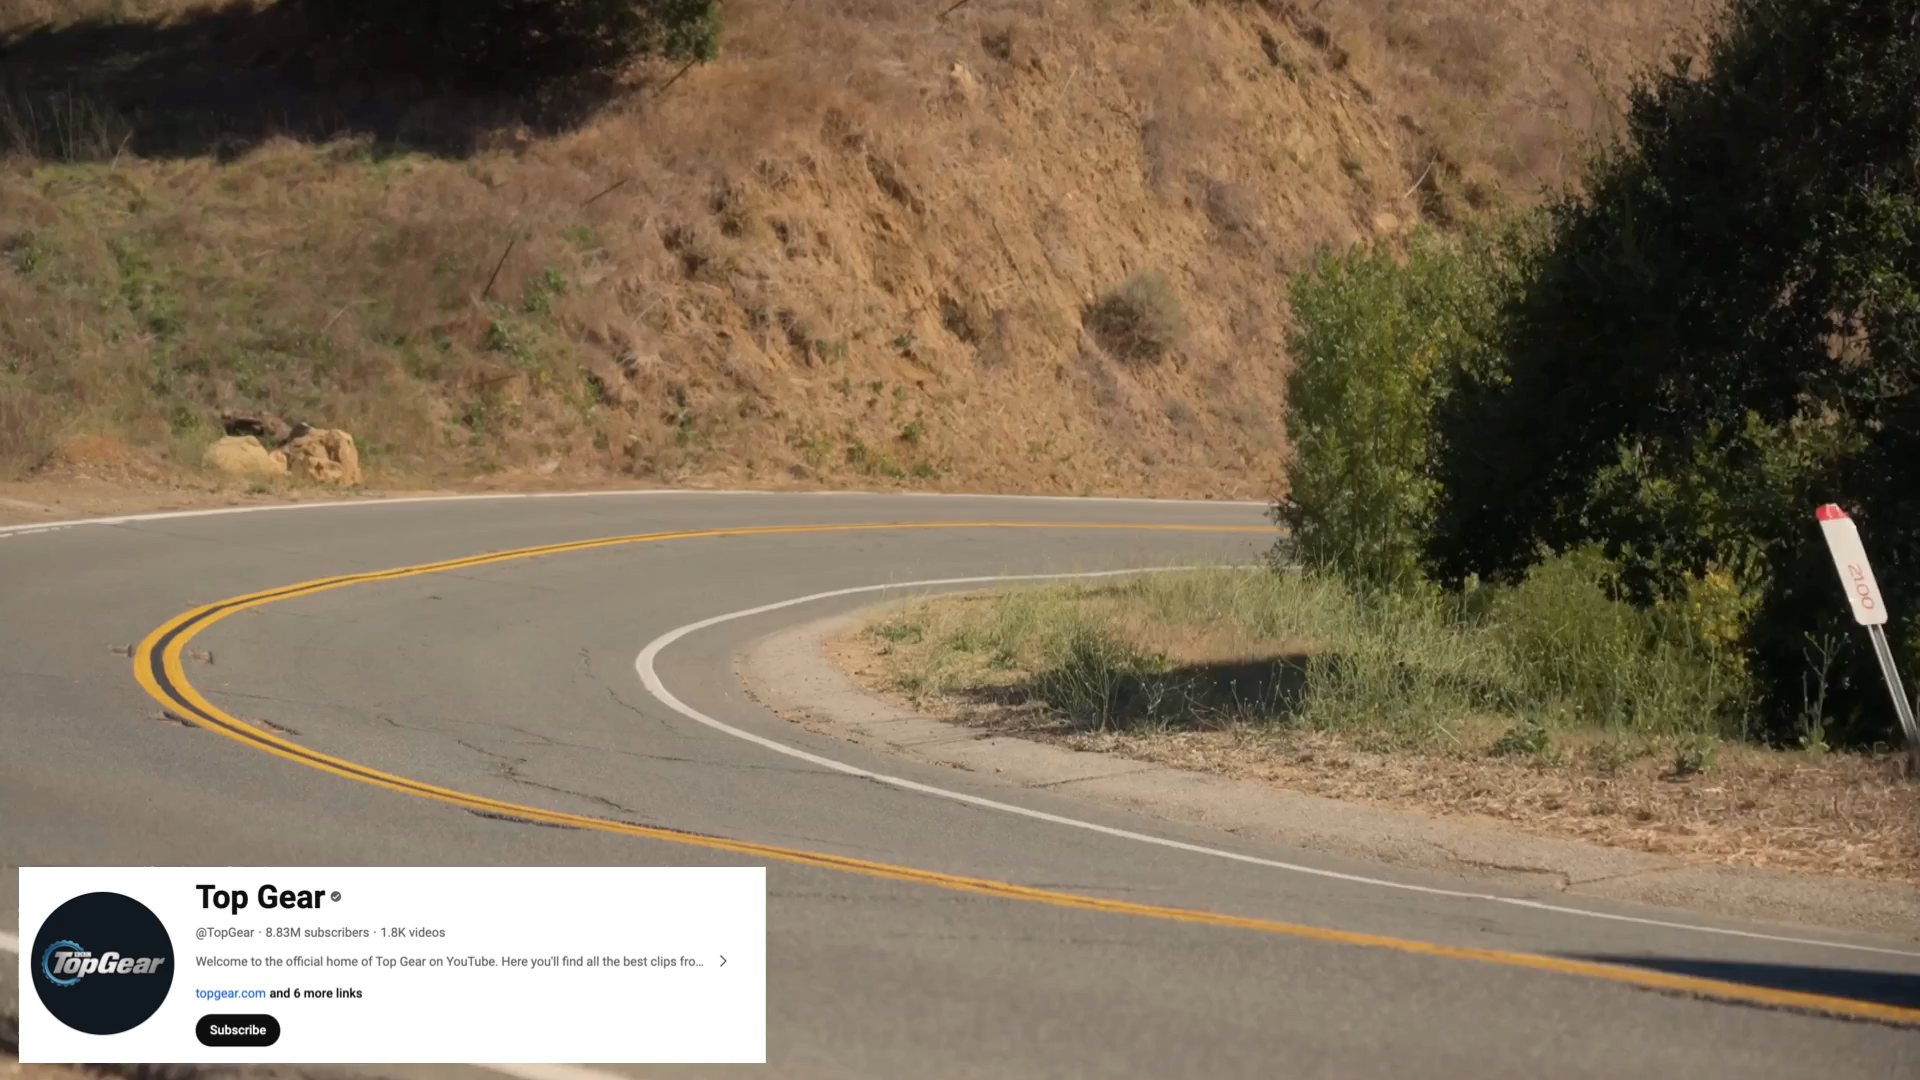 2100
Top Gear
@TopGear · 8.83M subscribers · 1.8K videos
Welcome to the official home of Top Gear on YouTube. Here you'll find all the best clips fro...
topgear.com and 6 more links
Subscribe
BBC
TopGear